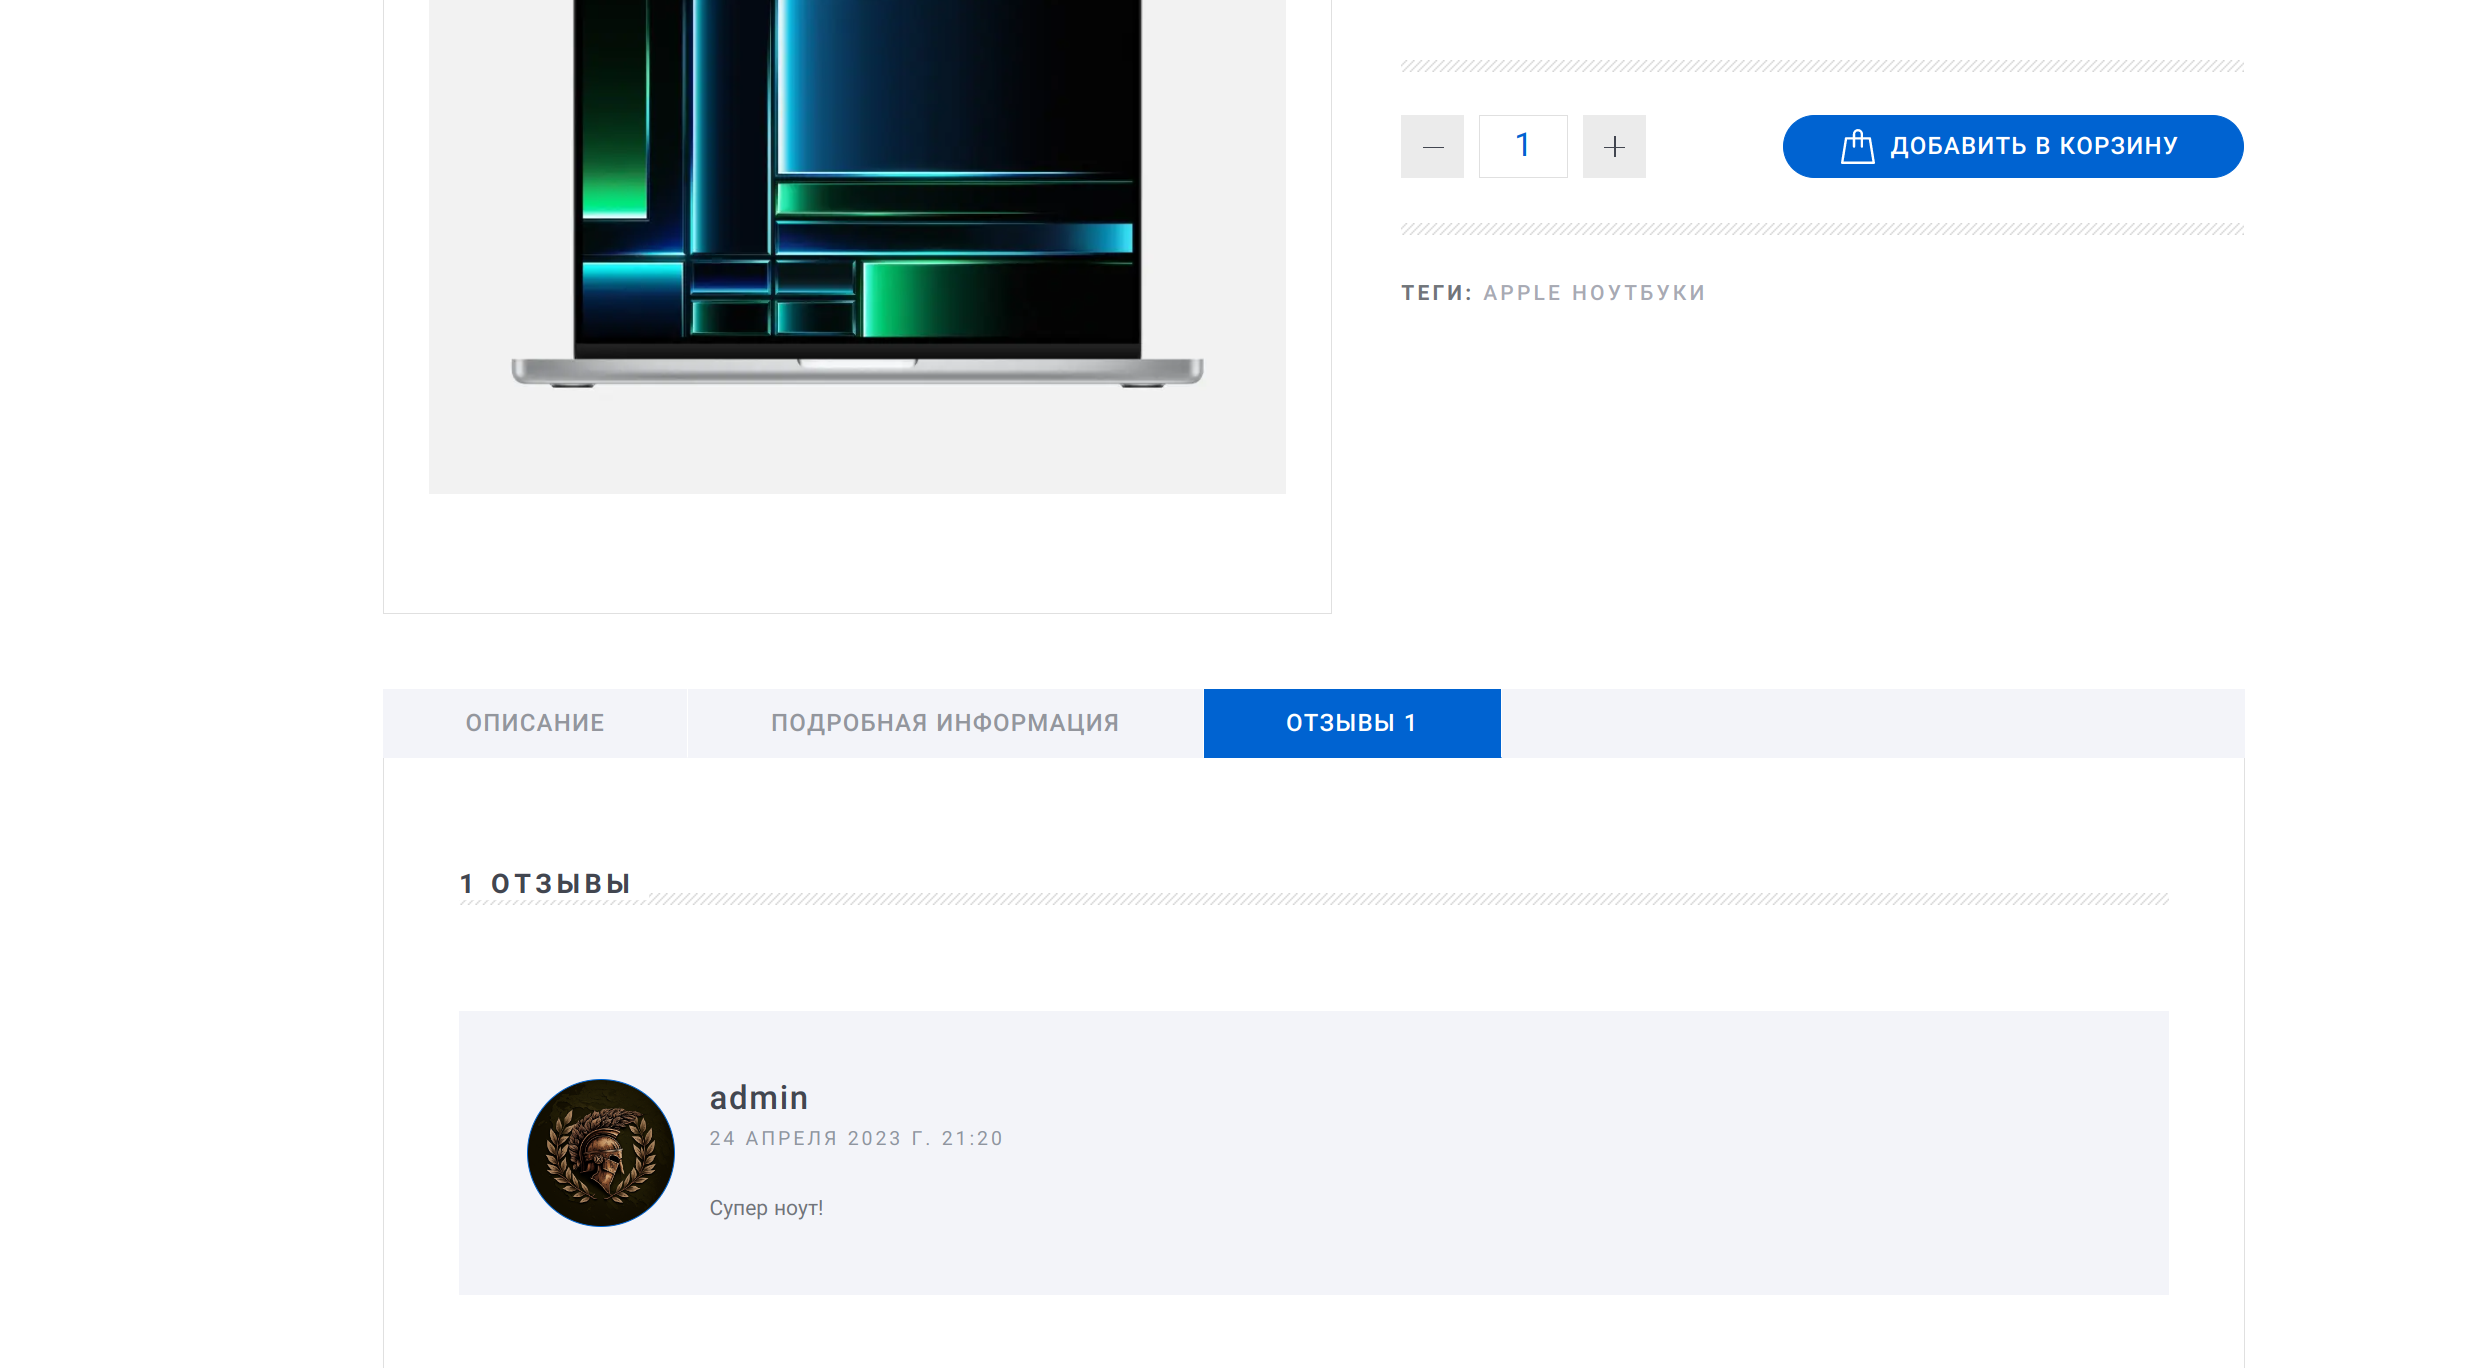 1
ДОБАВИТЬ В КОРЗИНУ
ТЕГИ: APPLE НОУТБУКИ
ОПИСАНИЕ
ПОДРОБНАЯ ИНФОРМАЦИЯ
ОТЗЫВЫ 1
1 ОТЗЫВЫ
admin
24 АПРЕЛЯ 2023 Г. 21:20
Супер ноут!